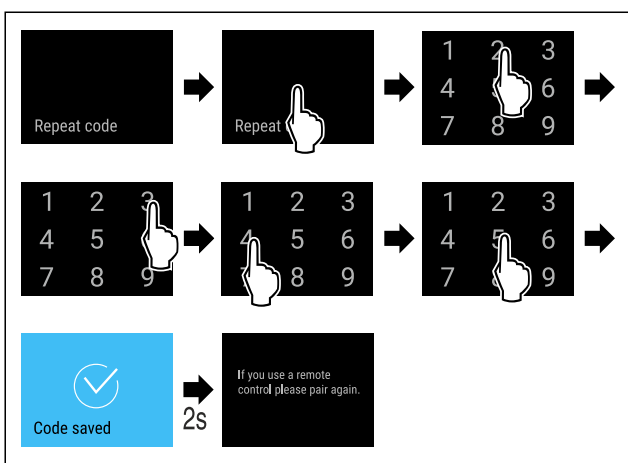 Repeat code
Repeat
1 2 3
4 6
7 8 9
1 2 3
4 5
7 8 9
1 2 3
4 5 6
8 9
1 2 3
4 5 6
7 9
Code saved
2s
If you use a remote
control please pair again.